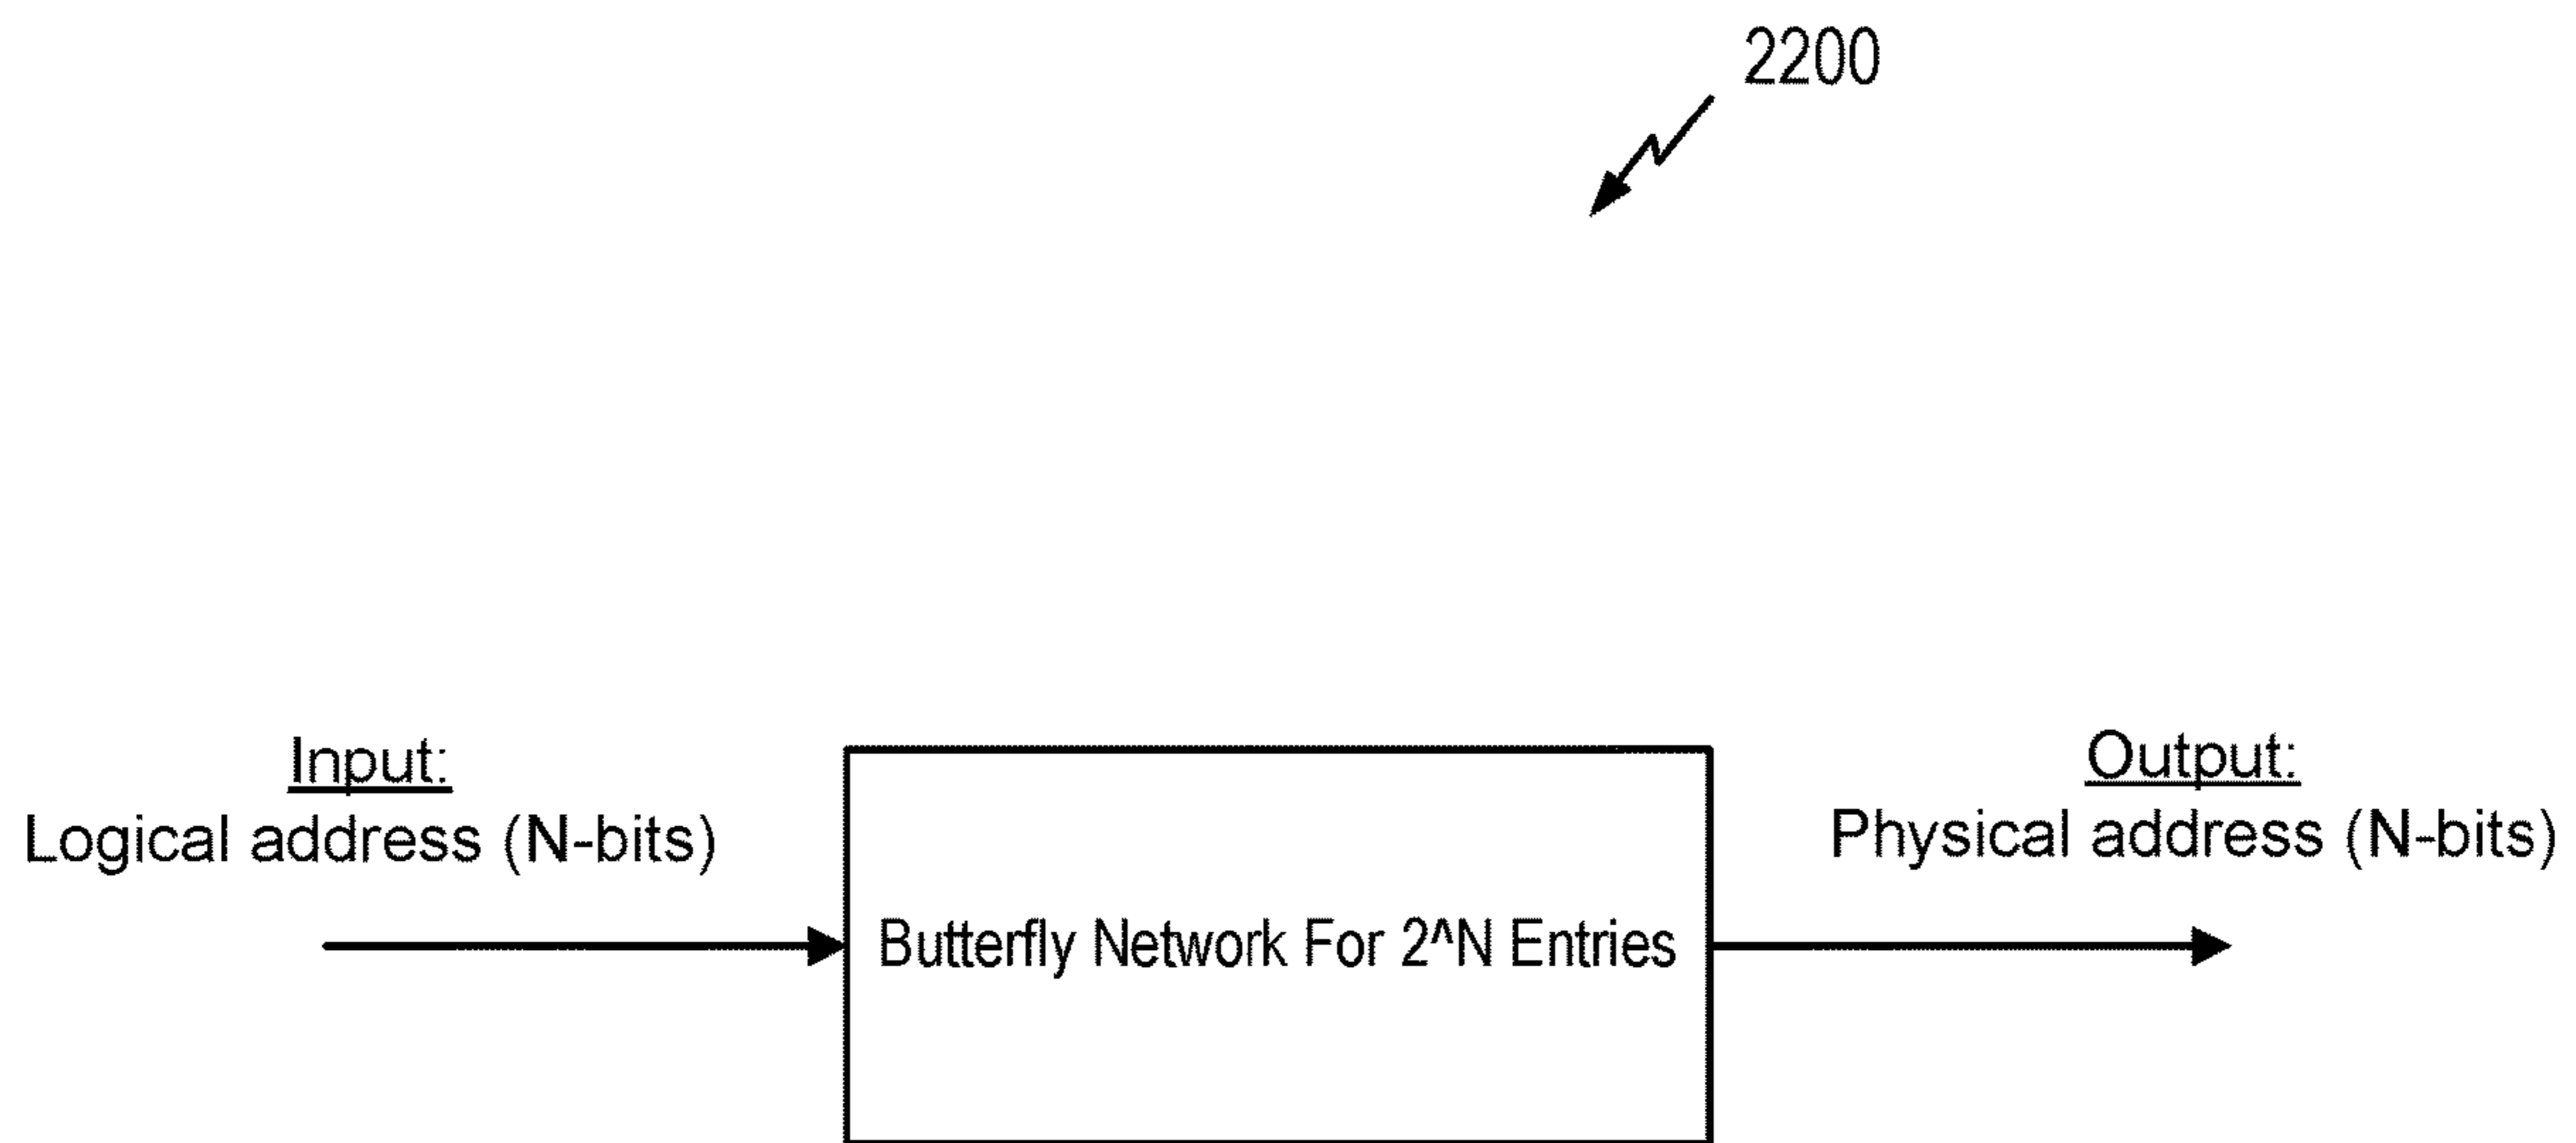 2200
Input:
Logical address (N-bits)
Butterfly Network For 2^N Entries
Output:
Physical address (N-bits)